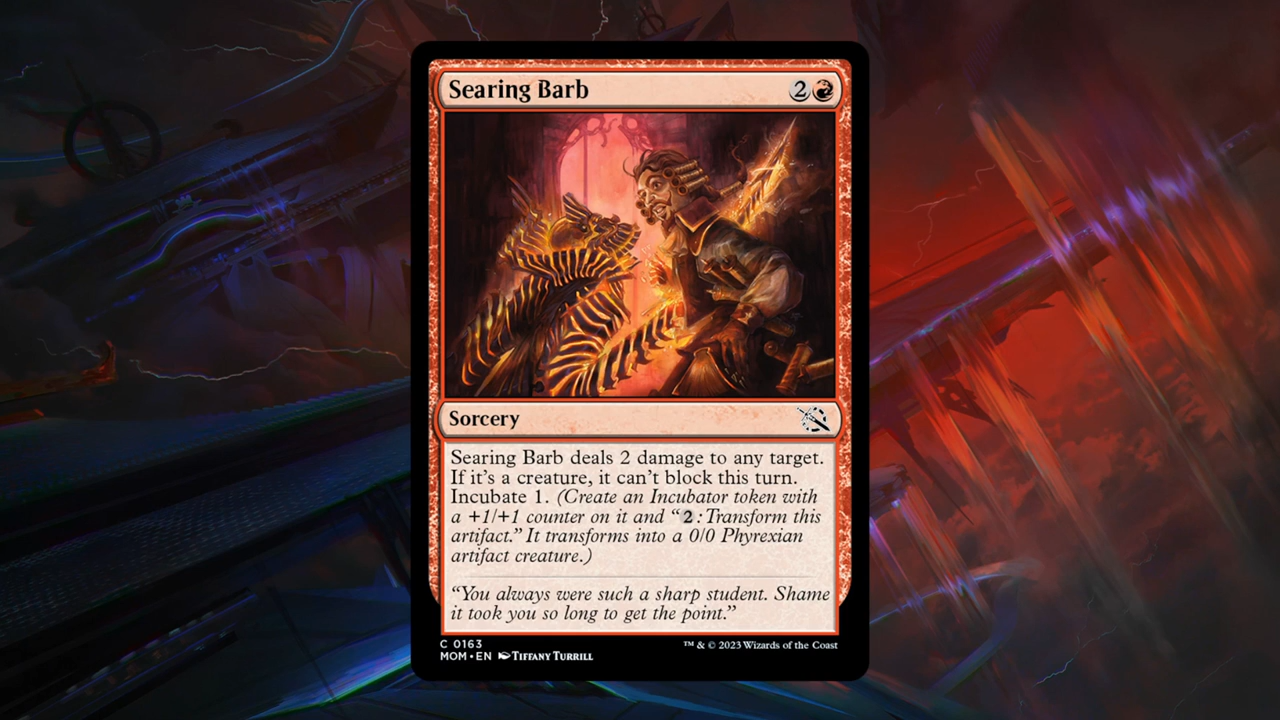 Searing Barb 2
Sorcery
Searing Barb deals 2 damage to any target.
If it's a creature, it can't block this turn.
Incubate 1. (Create an Incubator token with
a +1/+1 counter on it and “2: Transform this
artifact.” It transforms into a 0/0 Phyrexian
artifact creature.)
“You always were such a sharp student. Shame
it took you so long to get the point.”
C 0163 ™ & © 2023 Wizards of the Coast
MOM • EN Tiffany Turrill